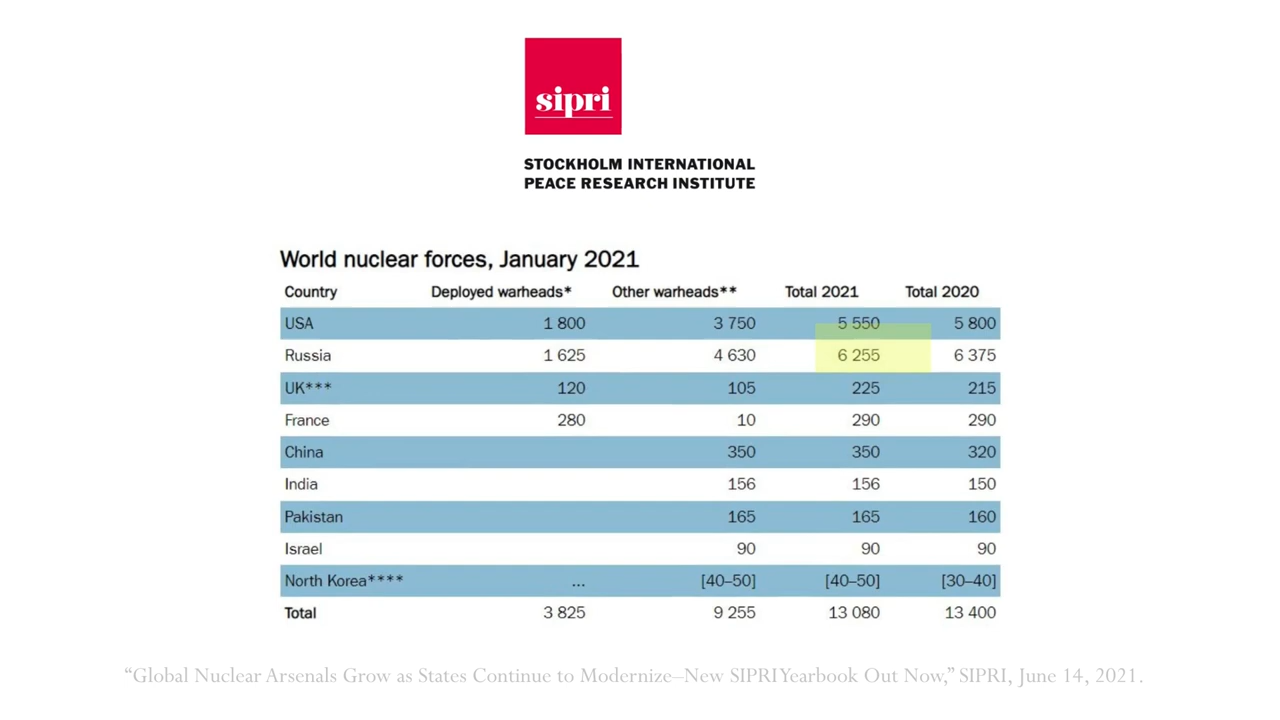 sipri
STOCKHOLM INTERNATIONAL
PEACE RESEARCH INSTITUTE
World nuclear forces, January 2021
Country Deployed warheads* Other warheads** Total 2021 Total 2020
USA 1 800 3 750 5 550 5 800
Russia 1 625 4 630 6 255 6 375
UK*** 120 105 225 215
France 280 10 290 290
China 350 350 320
India 156 156 150
Pakistan 165 165 160
Israel 90 90 90
North Korea**** ... [40–50] [40–50] [30–40]
Total 3 825 9 255 13 080 13 400
“Global Nuclear Arsenals Grow as States Continue to Modernize–New SIPRI Yearbook Out Now,” SIPRI, June 14, 2021.